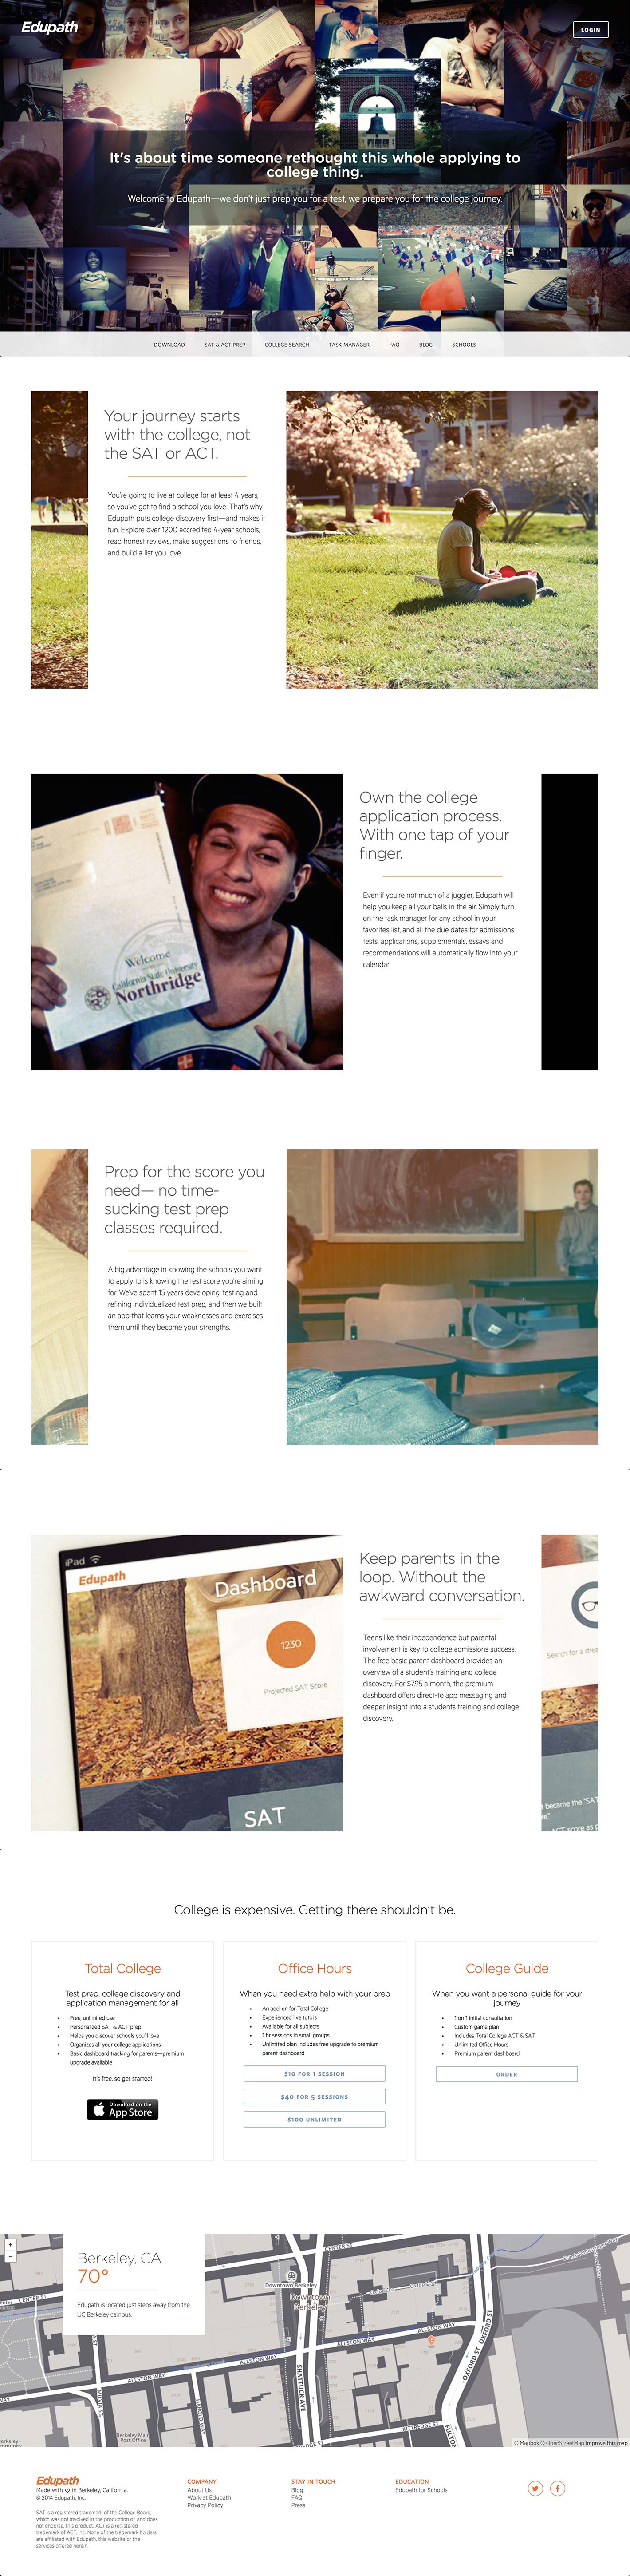 Edupath
LOGIN
It's about time someone rethought this whole applying to
college thing.
Welcome to Edupath—we don't just prep you for a test, we prepare you for the college journey.
DOWNLOAD
SAT & ACT PREP
COLLEGE SEARCH
TASK MANAGER
FAQ
BLOG
SCHOOLS
Your journey starts
with the college, not
the SAT or ACT.
You're going to live at college for at least 4 years,
so you've got to find a school you love. That's why
Edupath puts college discovery first—and makes it
fun. Explore over 1200 accredited 4-year schools,
read honest reviews, make suggestions to friends,
and build a list you love.
Welcome
California State University
Northridge
Own the college
application process.
With one tap of your
finger.
Even if you're not much of a juggler, Edupath will
help you keep all your balls in the air. Simply turn
on the task manager for any school in your
favorites list, and all the due dates for admissions
tests, applications, supplementals, essays and
recommendations will automatically flow into your
calendar.
Prep for the score you
need— no time-
sucking test prep
classes required.
A big advantage in knowing the schools you want
to apply to is knowing the test score you're aiming
for. We've spent 15 years developing, testing and
refining individualized test prep, and then we built
an app that learns your weaknesses and exercises
them until they become your strengths.
iPad
Edupath
Dashboard
1230
Projected SAT Score
SAT
Keep parents in the
loop. Without the
awkward conversation.
Teens like their independence but parental
involvement is key to college admissions success.
The free basic parent dashboard provides an
overview of a student's training and college
discovery. For $7.95 a month, the premium
dashboard offers direct-to app messaging and
deeper insight into a students training and college
discovery.
Search for a drea
t became the "SAT
re."
ACT score as p
College is expensive. Getting there shouldn't be.
Total College
Test prep, college discovery and
application management for all
• Free, unlimited use
• Personalized SAT & ACT prep
• Helps you discover schools you'll love
• Organizes all your college applications
• Basic dashboard tracking for parents—premium
upgrade available
It's free, so get started!
Download on the
App Store
Office Hours
When you need extra help with your prep
• An add-on for Total College
• Experienced live tutors
• Available for all subjects
• 1 hr sessions in small groups
• Unlimited plan includes free upgrade to premium
parent dashboard
$10 FOR 1 SESSION
$40 FOR 5 SESSIONS
$100 UNLIMITED
College Guide
When you want a personal guide for your
journey
• 1 on 1 initial consultation
• Custom game plan
• Includes Total College ACT & SAT
• Unlimited Office Hours
• Premium parent dashboard
ORDER
+
−
Berkeley, CA
70°
Edupath is located just steps away from the
UC Berkeley campus.
CENTER ST
CENTER ST
Downtown Berkeley
Downtown
Berkeley
ALLSTON WAY
ALLSTON WAY
ALLSTON WAY
ALLSTON WAY
SHATTUCK AVE
OXFORD ST
OXFORD ST
KITTREDGE ST
FULTON
MILVIA ST
Berkeley Main
Post Office
© Mapbox © OpenStreetMap Improve this map
Edupath
Made with ♡ in Berkeley, California.
© 2014 Edupath, Inc.
SAT is a registered trademark of the College Board,
which was not involved in the production of, and does
not endorse, this product. ACT is a registered
trademark of ACT, Inc. None of the trademark holders
are affiliated with Edupath, this website or the
services offered herein.
COMPANY
About Us
Work at Edupath
Privacy Policy
STAY IN TOUCH
Blog
FAQ
Press
EDUCATION
Edupath for Schools